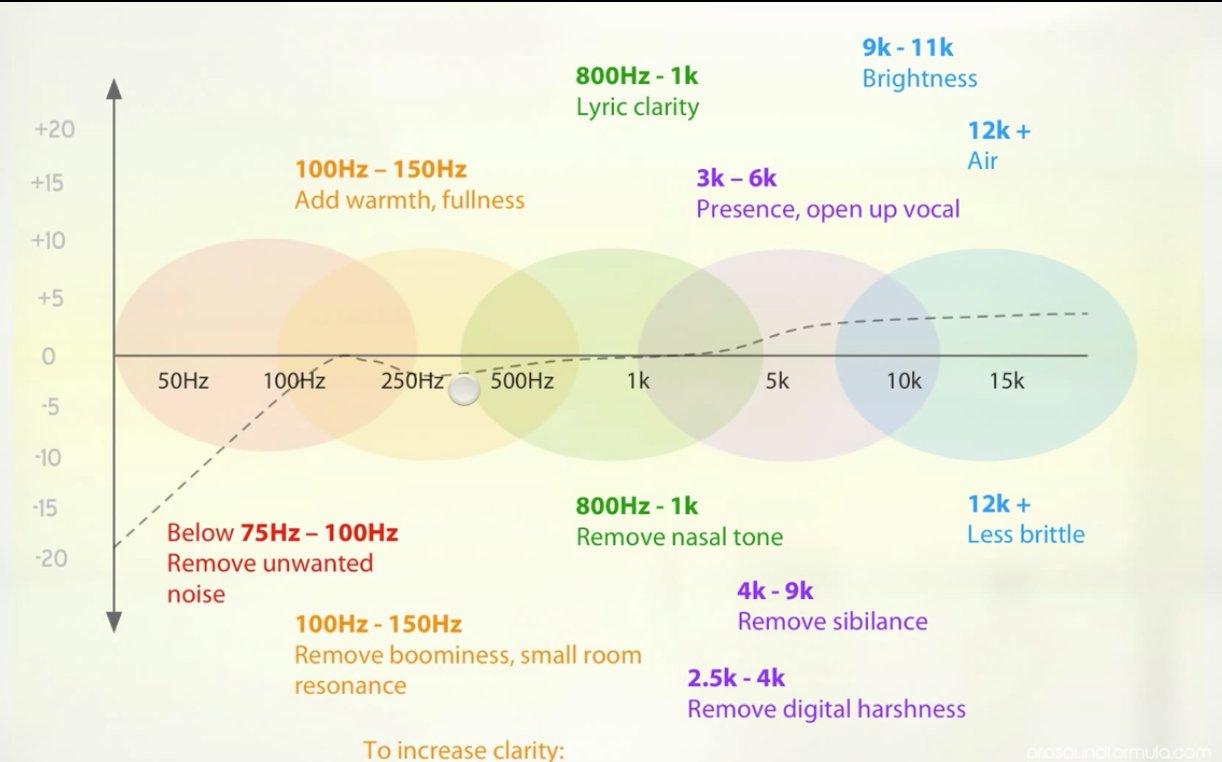 9k - 11k
Brightness
800Hz - 1k
Lyric clarity
12k +
Air
+20
+15
+10
+5
0
-5
-10
-15
-20
100Hz – 150Hz
Add warmth, fullness
3k – 6k
Presence, open up vocal
50Hz
100Hz
250Hz
500Hz
1k
5k
10k
15k
Below 75Hz – 100Hz
Remove unwanted
noise
800Hz - 1k
Remove nasal tone
12k +
Less brittle
4k - 9k
Remove sibilance
100Hz - 150Hz
Remove boominess, small room
resonance
2.5k - 4k
Remove digital harshness
To increase clarity:
prosoundformula.com